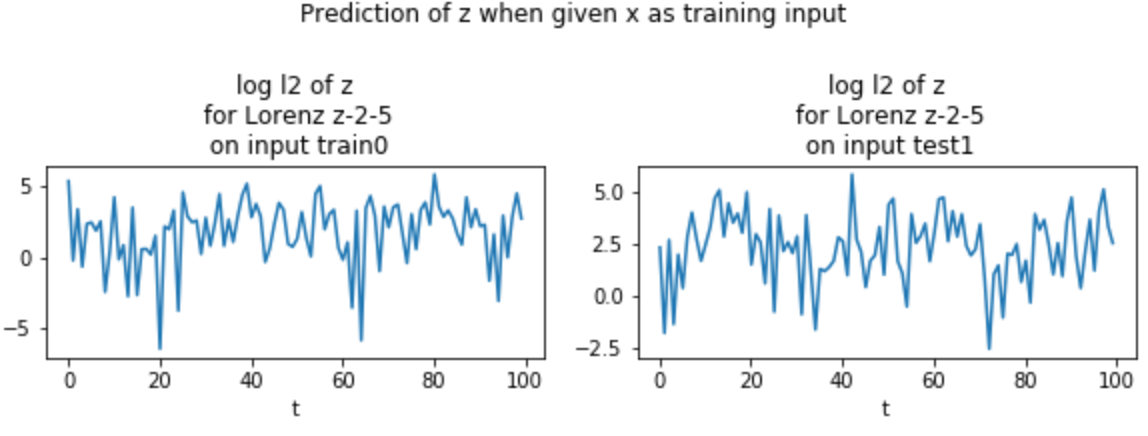 Prediction of z when given x as training input
log l2 of z
for Lorenz z-2-5
on input train0
5
0
−5
0 20 40 60 80 100
t
log l2 of z
for Lorenz z-2-5
on input test1
5.0
2.5
0.0
−2.5
0 20 40 60 80 100
t